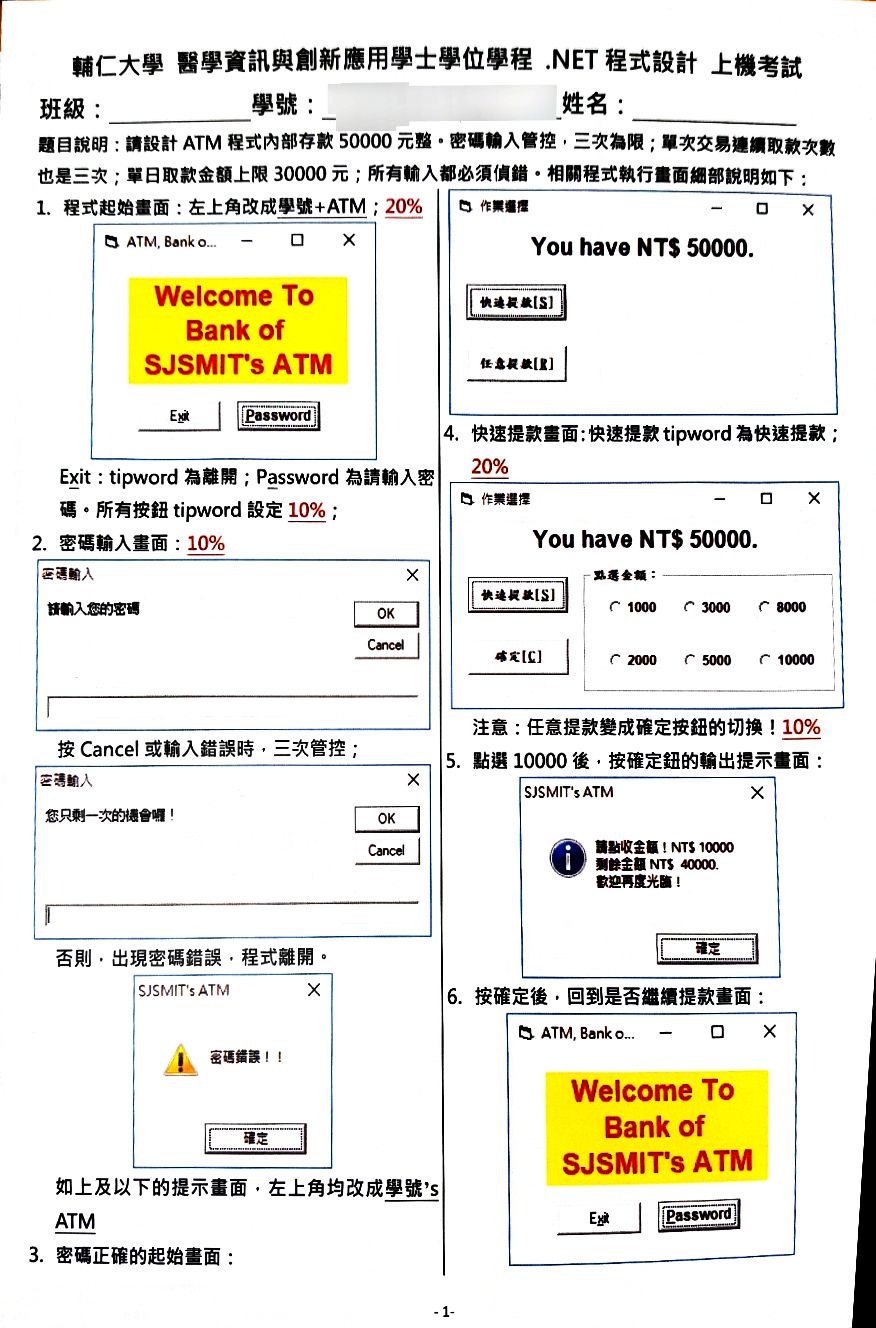 輔仁大學 醫學資訊與創新應用學士學位學程 .NET 程式設計 上機考試
班級： 學號： 姓名：
題目說明：請設計 ATM 程式內部存款 50000 元整。密碼輸入管控，三次為限；單次交易連續取款次數
也是三次；單日取款金額上限 30000 元；所有輸入都必須偵錯。相關程式執行畫面細部說明如下：
1. 程式起始畫面：左上角改成學號+ATM；20%
ATM, Bank o...
Welcome To
Bank of
SJSMIT's ATM
Exit Password
Exit：tipword 為離開；Password 為請輸入密
碼。所有按鈕 tipword 設定 10%；
2. 密碼輸入畫面：10%
密碼輸入
請輸入您的密碼
OK
Cancel
按 Cancel 或輸入錯誤時，三次管控；
密碼輸入
您只剩一次的機會囉！
OK
Cancel
否則，出現密碼錯誤，程式離開。
SJSMIT's ATM
密碼錯誤！！
確定
如上及以下的提示畫面，左上角均改成學號's
ATM
3. 密碼正確的起始畫面：
作業選擇
You have NT$ 50000.
快速提款[S]
任意提款[R]
4. 快速提款畫面:快速提款 tipword 為快速提款；
20%
作業選擇
You have NT$ 50000.
快速提款[S]
點選金額：
1000 3000 8000
確定[C]
2000 5000 10000
注意：任意提款變成確定按鈕的切換！10%
5. 點選 10000 後，按確定鈕的輸出提示畫面：
SJSMIT's ATM
請點收金額！NT$ 10000
剩餘金額 NT$ 40000.
歡迎再度光臨！
確定
6. 按確定後，回到是否繼續提款畫面：
ATM, Bank o...
Welcome To
Bank of
SJSMIT's ATM
Exit Password
- 1-